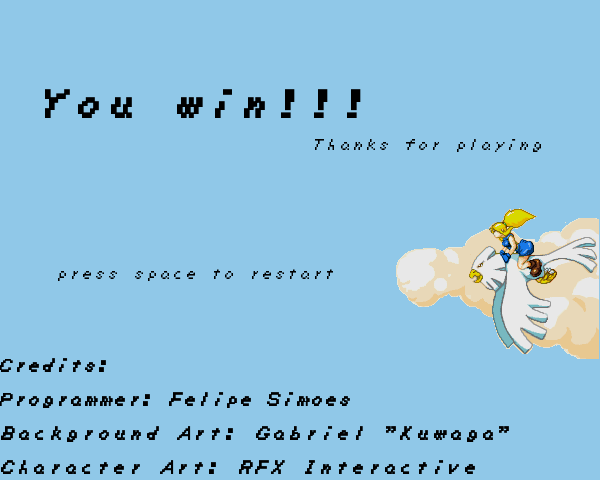 You win!!!
Thanks for playing
press space to restart
Credits:
Programmer: Felipe Simoes
Background Art: Gabriel "Kuwaga"
Character Art: RFX Interactive